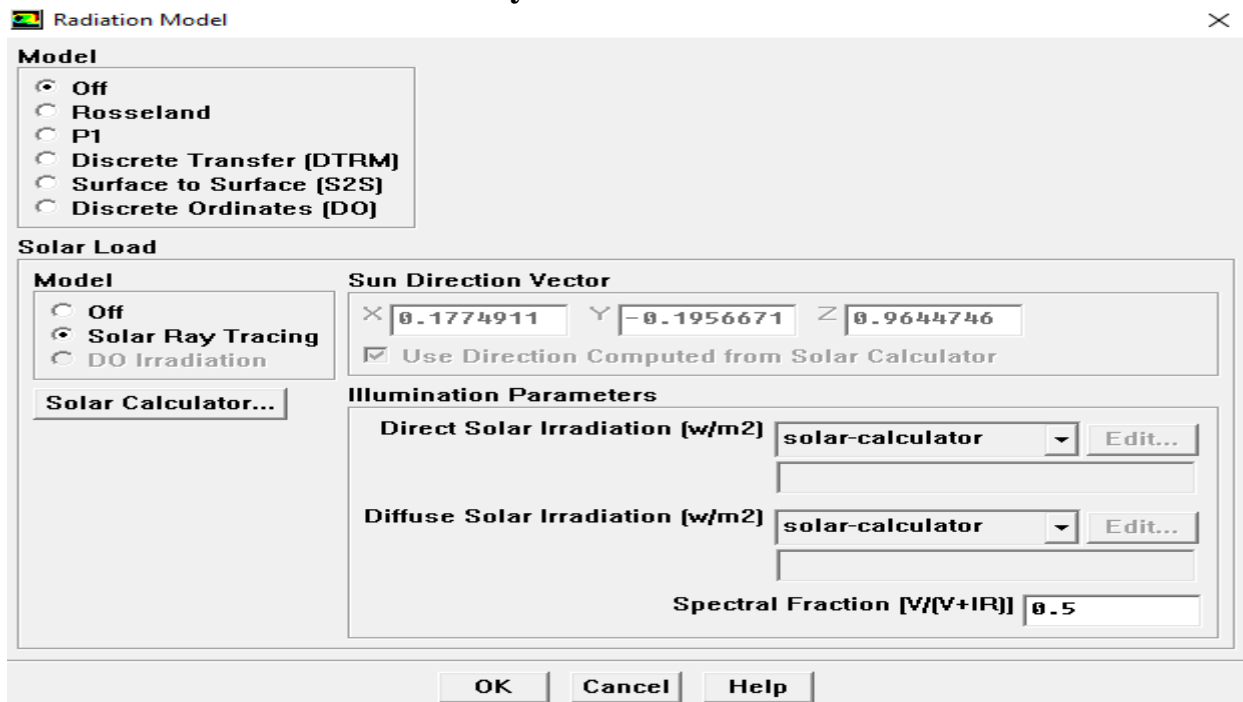 Radiation Model
Model
Off
Rosseland
P1
Discrete Transfer (DTRM)
Surface to Surface (S2S)
Discrete Ordinates (DO)
Solar Load
Model
Off
Solar Ray Tracing
DO Irradiation
Solar Calculator...
Sun Direction Vector
X 0.1774911 Y -0.1956671 Z 0.9644746
Use Direction Computed from Solar Calculator
Illumination Parameters
Direct Solar Irradiation (w/m2) solar-calculator Edit...
Diffuse Solar Irradiation (w/m2) solar-calculator Edit...
Spectral Fraction [V/(V+IR)] 0.5
OK Cancel Help